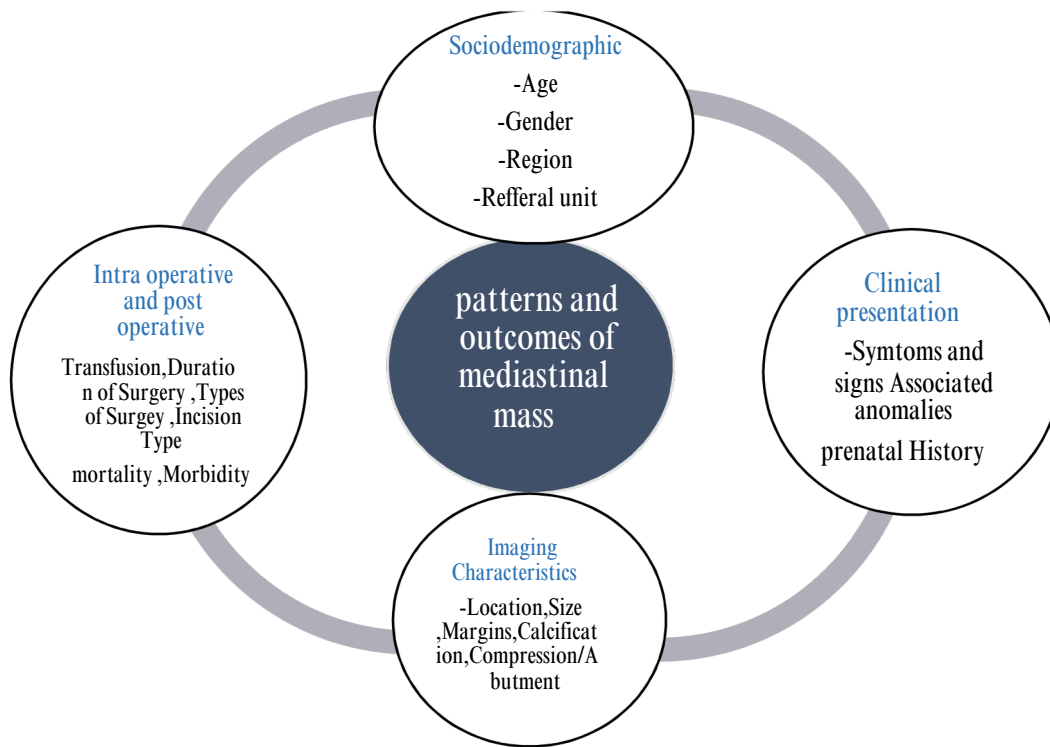 Sociodemographic
-Age
-Gender
-Region
-Refferal unit
Intra operative
and post
operative
Transfusion,Duratio
n of Surgery ,Types
of Surgey ,Incision
Type
mortality ,Morbidity
patterns and
outcomes of
mediastinal
mass
Clinical
presentation
-Symtoms and
signs Associated
anomalies
prenatal History
Imaging
Characteristics
-Location,Size
,Margins,Calcificat
ion,Compression/A
butment